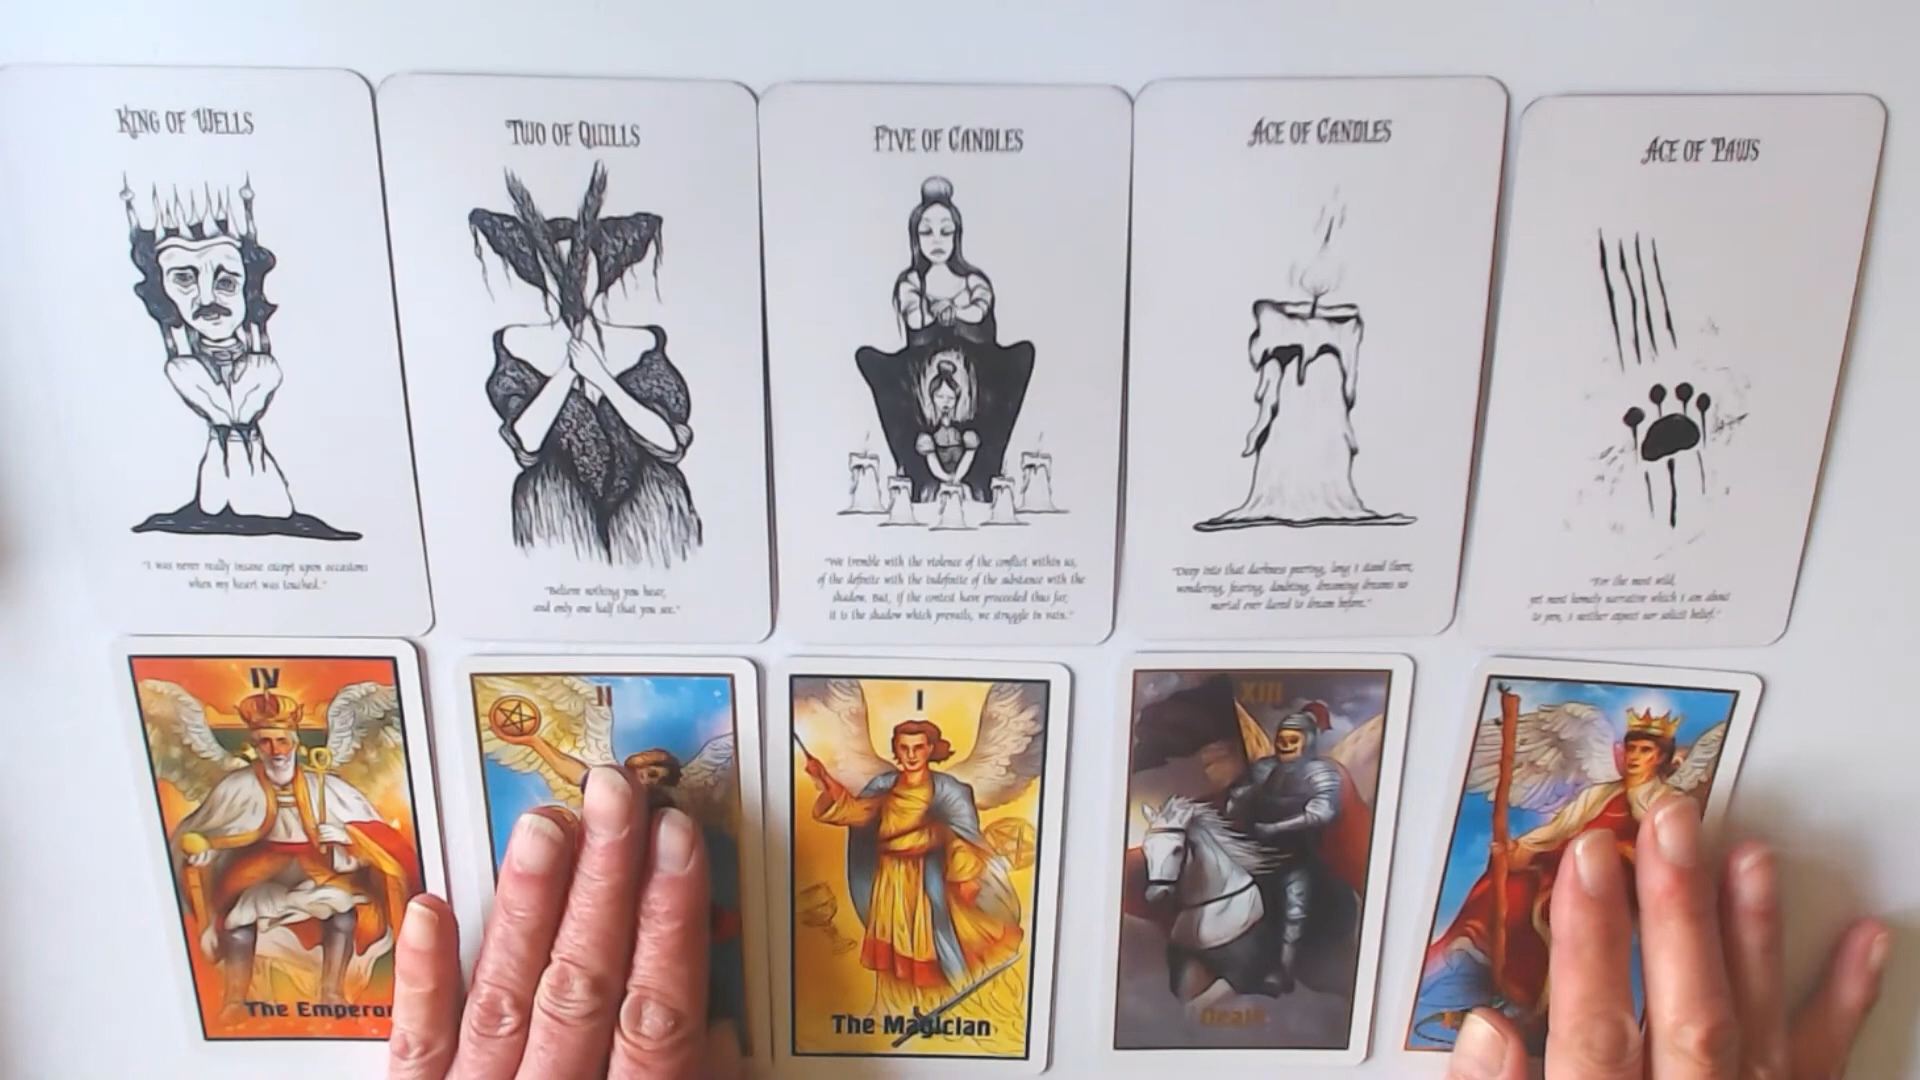 KING OF WELLS
"I was never really insane except upon occasions
when my heart was touched."
TWO OF QUILLS
"Believe nothing you hear,
and only one half that you see."
FIVE OF CANDLES
"We tremble with the violence of the conflict within us,
of the definite with the indefinite of the substance with the
shadow. But, if the contest have proceeded thus far,
it is the shadow which prevails, we struggle in vain."
ACE OF CANDLES
"Deep into that darkness peering, long I stood there,
wondering, fearing, doubting, dreaming dreams no
mortal ever dared to dream before."
ACE OF PAWS
"For the most wild,
yet most homely narrative which I am about
to pen, I neither expect nor solicit belief."
IV
The Emperor
II
I
The Magician
XIII
Death